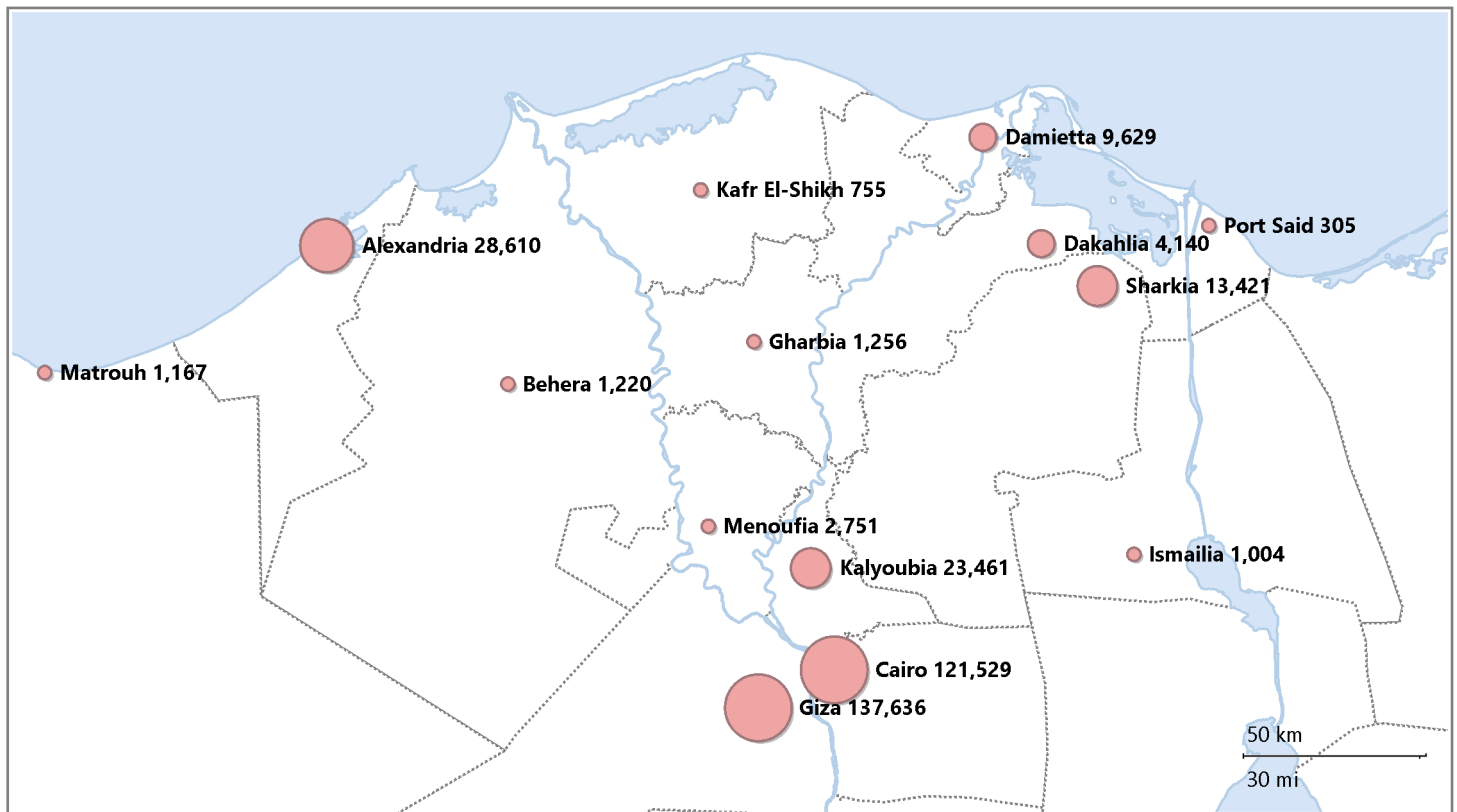 Damietta 9,629
Kafr El-Shikh 755
Port Said 305
Alexandria 28,610
Dakahlia 4,140
Sharkia 13,421
Gharbia 1,256
Matrouh 1,167
Behera 1,220
Menoufia 2,751
Ismailia 1,004
Kalyoubia 23,461
Cairo 121,529
Giza 137,636
50 km
30 mi